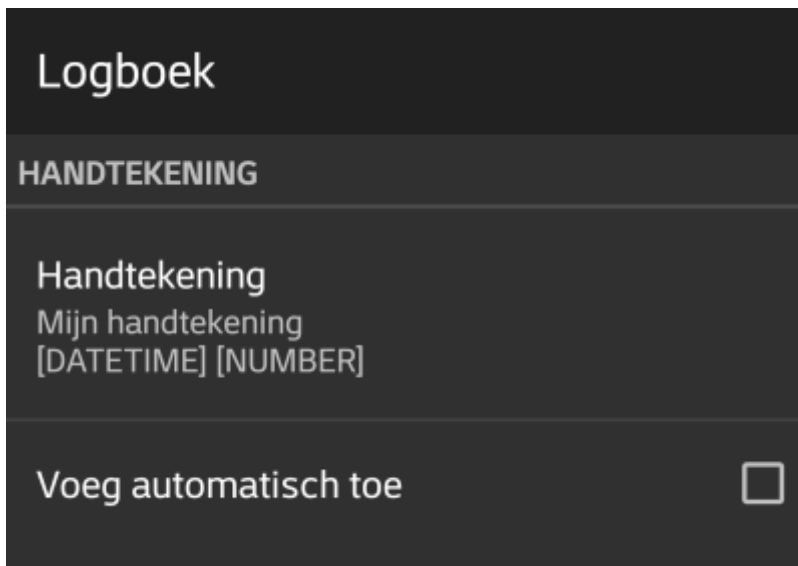 Logboek
HANDTEKENING
Handtekening
Mijn handtekening
[DATETIME] [NUMBER]
Voeg automatisch toe